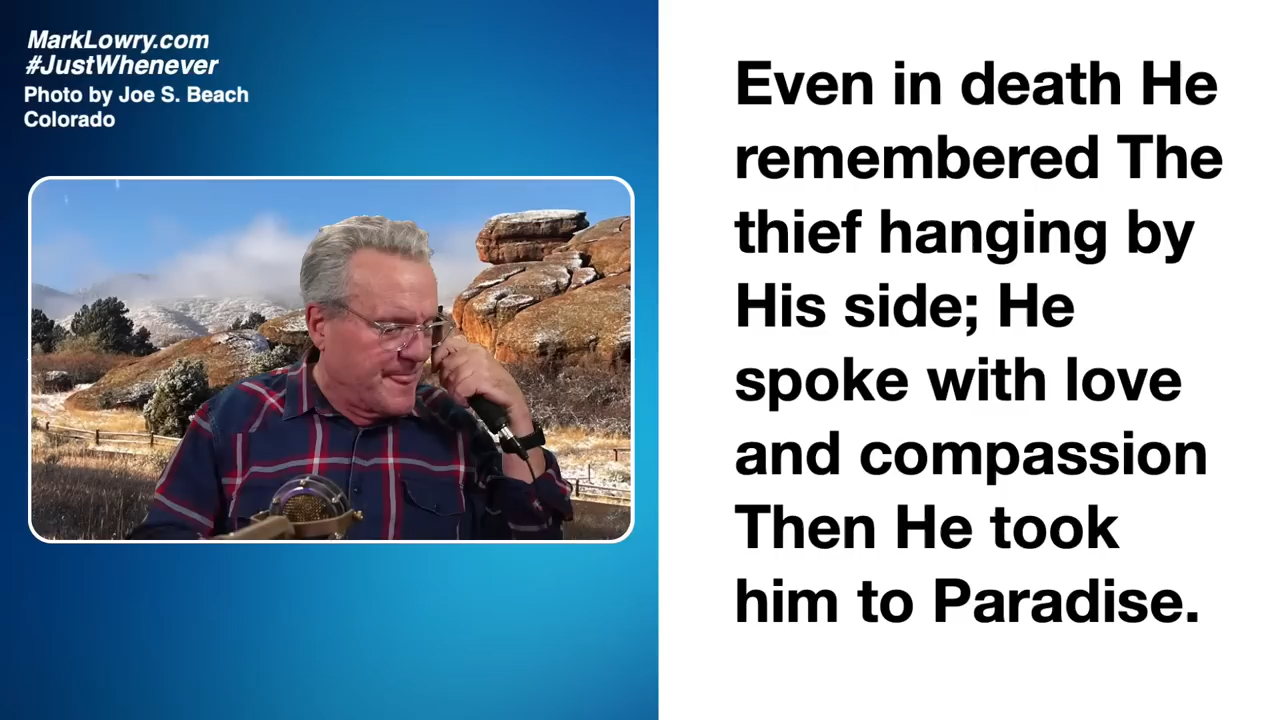 MarkLowry.com
#JustWhenever
Photo by Joe S. Beach
Colorado
Even in death He
remembered The
thief hanging by
His side; He
spoke with love
and compassion
Then He took
him to Paradise.